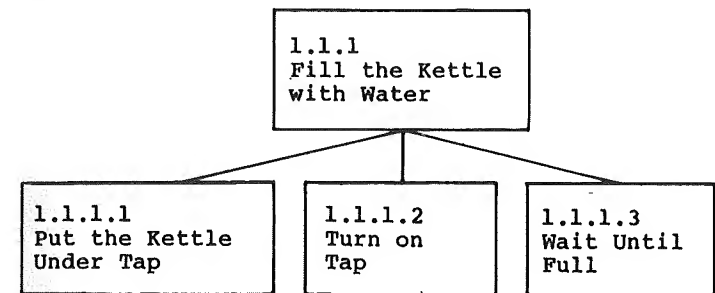 1.1.1
Fill the Kettle
with Water
1.1.1.1
Put the Kettle
Under Tap
1.1.1.2
Turn on
Tap
1.1.1.3
Wait Until
Full